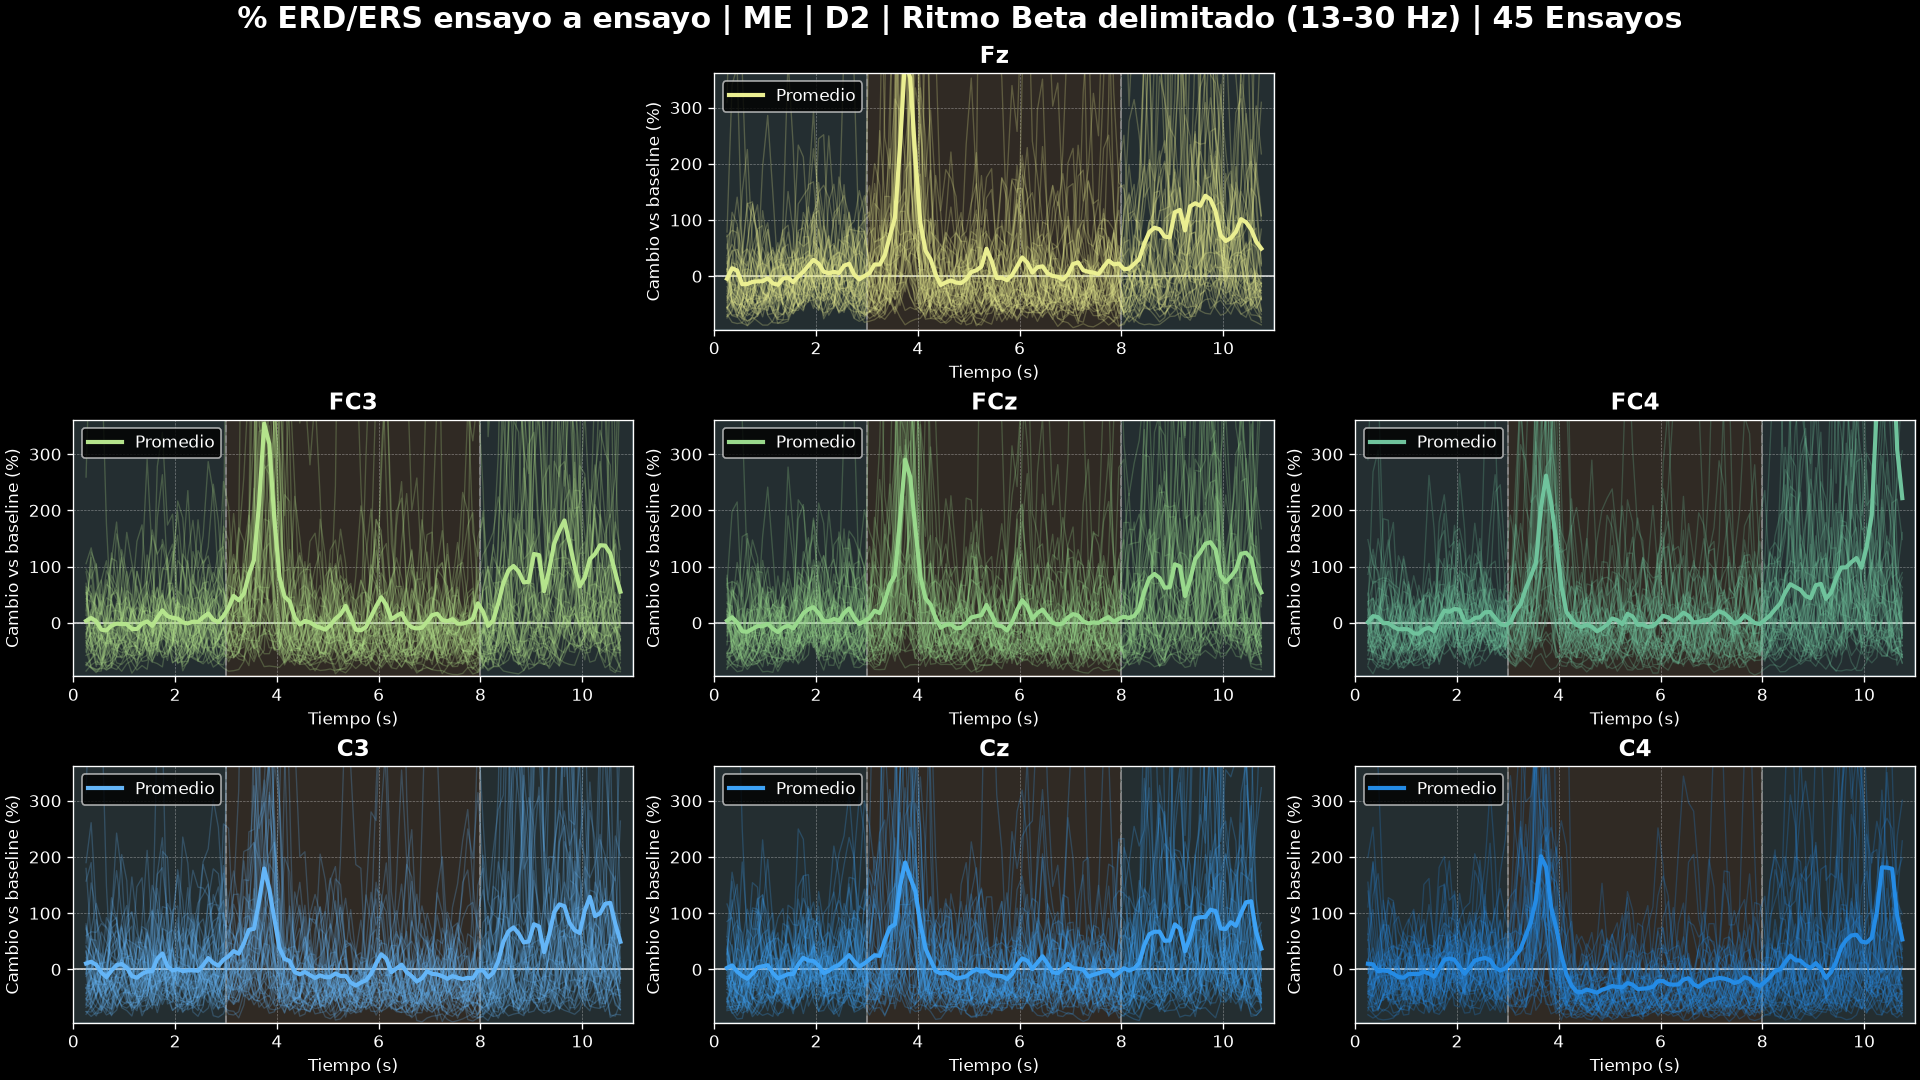 % ERD/ERS ensayo a ensayo | ME | D2 | Ritmo Beta delimitado (13-30 Hz) | 45 Ensayos
Fz
Promedio
Cambio vs baseline (%)
300
200
100
0
0 2 4 6 8 10
Tiempo (s)
FC3
Promedio
Cambio vs baseline (%)
300
200
100
0
0 2 4 6 8 10
Tiempo (s)
FCz
Promedio
Cambio vs baseline (%)
300
200
100
0
0 2 4 6 8 10
Tiempo (s)
FC4
Promedio
Cambio vs baseline (%)
300
200
100
0
0 2 4 6 8 10
Tiempo (s)
C3
Promedio
Cambio vs baseline (%)
300
200
100
0
0 2 4 6 8 10
Tiempo (s)
Cz
Promedio
Cambio vs baseline (%)
300
200
100
0
0 2 4 6 8 10
Tiempo (s)
C4
Promedio
Cambio vs baseline (%)
300
200
100
0
0 2 4 6 8 10
Tiempo (s)